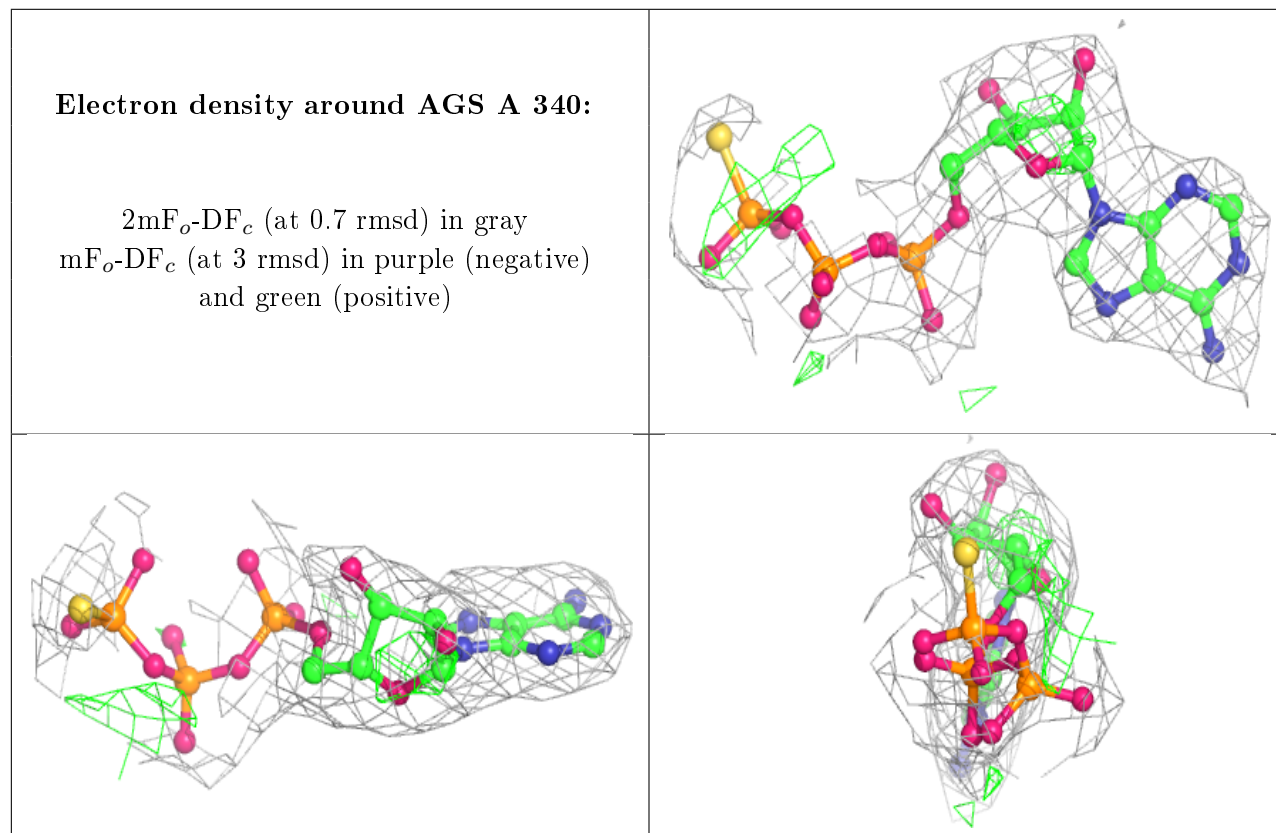 Electron density around AGS A 340:
2mFo-DFc (at 0.7 rmsd) in gray
mFo-DFc (at 3 rmsd) in purple (negative)
and green (positive)